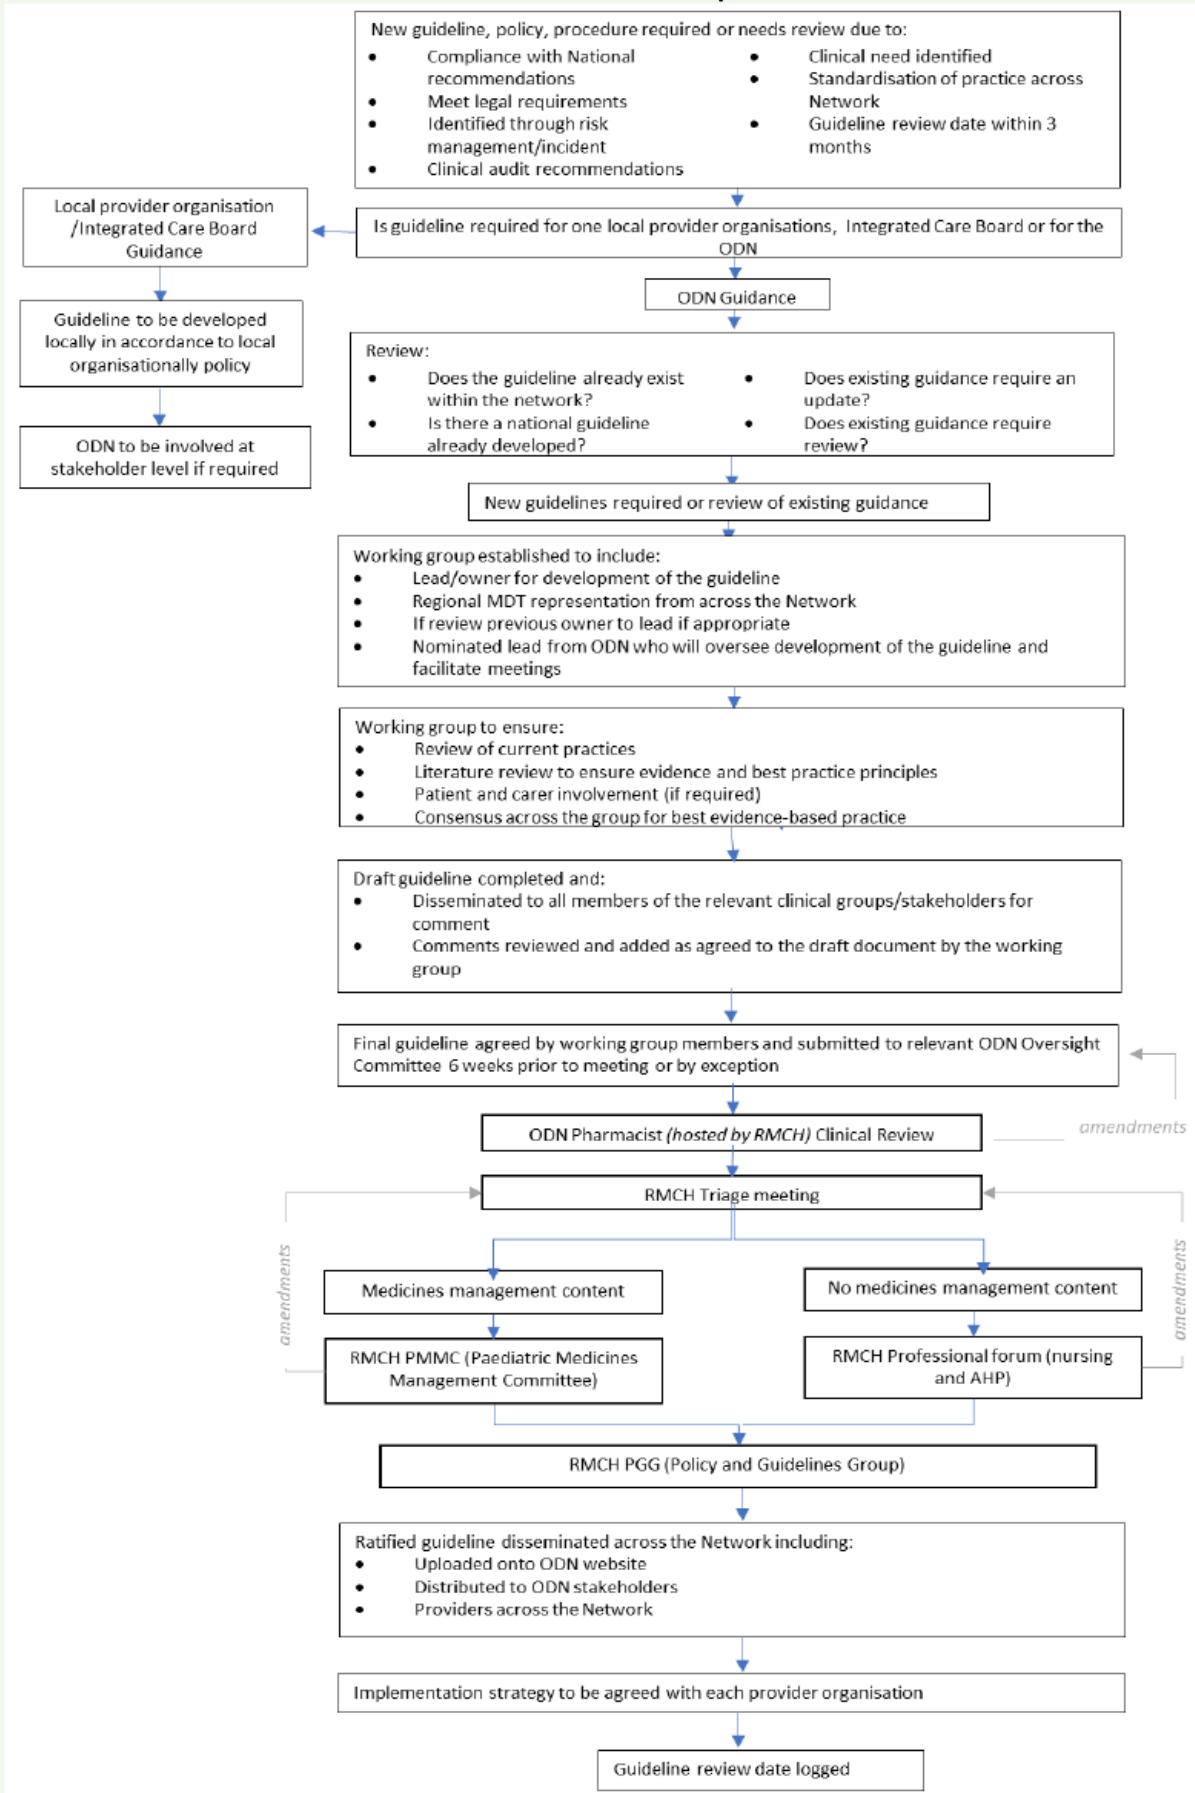 New guideline, policy, procedure required or needs review due to:
• Compliance with National
recommendations
• Meet legal requirements
• Identified through risk
management/incident
• Clinical audit recommendations
• Clinical need identified
• Standardisation of practice across
Network
• Guideline review date within 3
months
Is guideline required for one local provider organisations, Integrated Care Board or for the
ODN
Local provider organisation
/Integrated Care Board
Guidance
Guideline to be developed
locally in accordance to local
organisationally policy
ODN to be involved at
stakeholder level if required
ODN Guidance
Review:
• Does the guideline already exist
within the network?
• Is there a national guideline
already developed?
• Does existing guidance require an
update?
• Does existing guidance require
review?
New guidelines required or review of existing guidance
Working group established to include:
• Lead/owner for development of the guideline
• Regional MDT representation from across the Network
• If review previous owner to lead if appropriate
• Nominated lead from ODN who will oversee development of the guideline and
facilitate meetings
Working group to ensure:
• Review of current practices
• Literature review to ensure evidence and best practice principles
• Patient and carer involvement (if required)
• Consensus across the group for best evidence-based practice
Draft guideline completed and:
• Disseminated to all members of the relevant clinical groups/stakeholders for
comment
• Comments reviewed and added as agreed to the draft document by the working
group
Final guideline agreed by working group members and submitted to relevant ODN Oversight
Committee 6 weeks prior to meeting or by exception
amendments
ODN Pharmacist (hosted by RMCH) Clinical Review
RMCH Triage meeting
amendments
amendments
Medicines management content
No medicines management content
RMCH PMMC (Paediatric Medicines
Management Committee)
RMCH Professional forum (nursing
and AHP)
RMCH PGG (Policy and Guidelines Group)
Ratified guideline disseminated across the Network including:
• Uploaded onto ODN website
• Distributed to ODN stakeholders
• Providers across the Network
Implementation strategy to be agreed with each provider organisation
Guideline review date logged